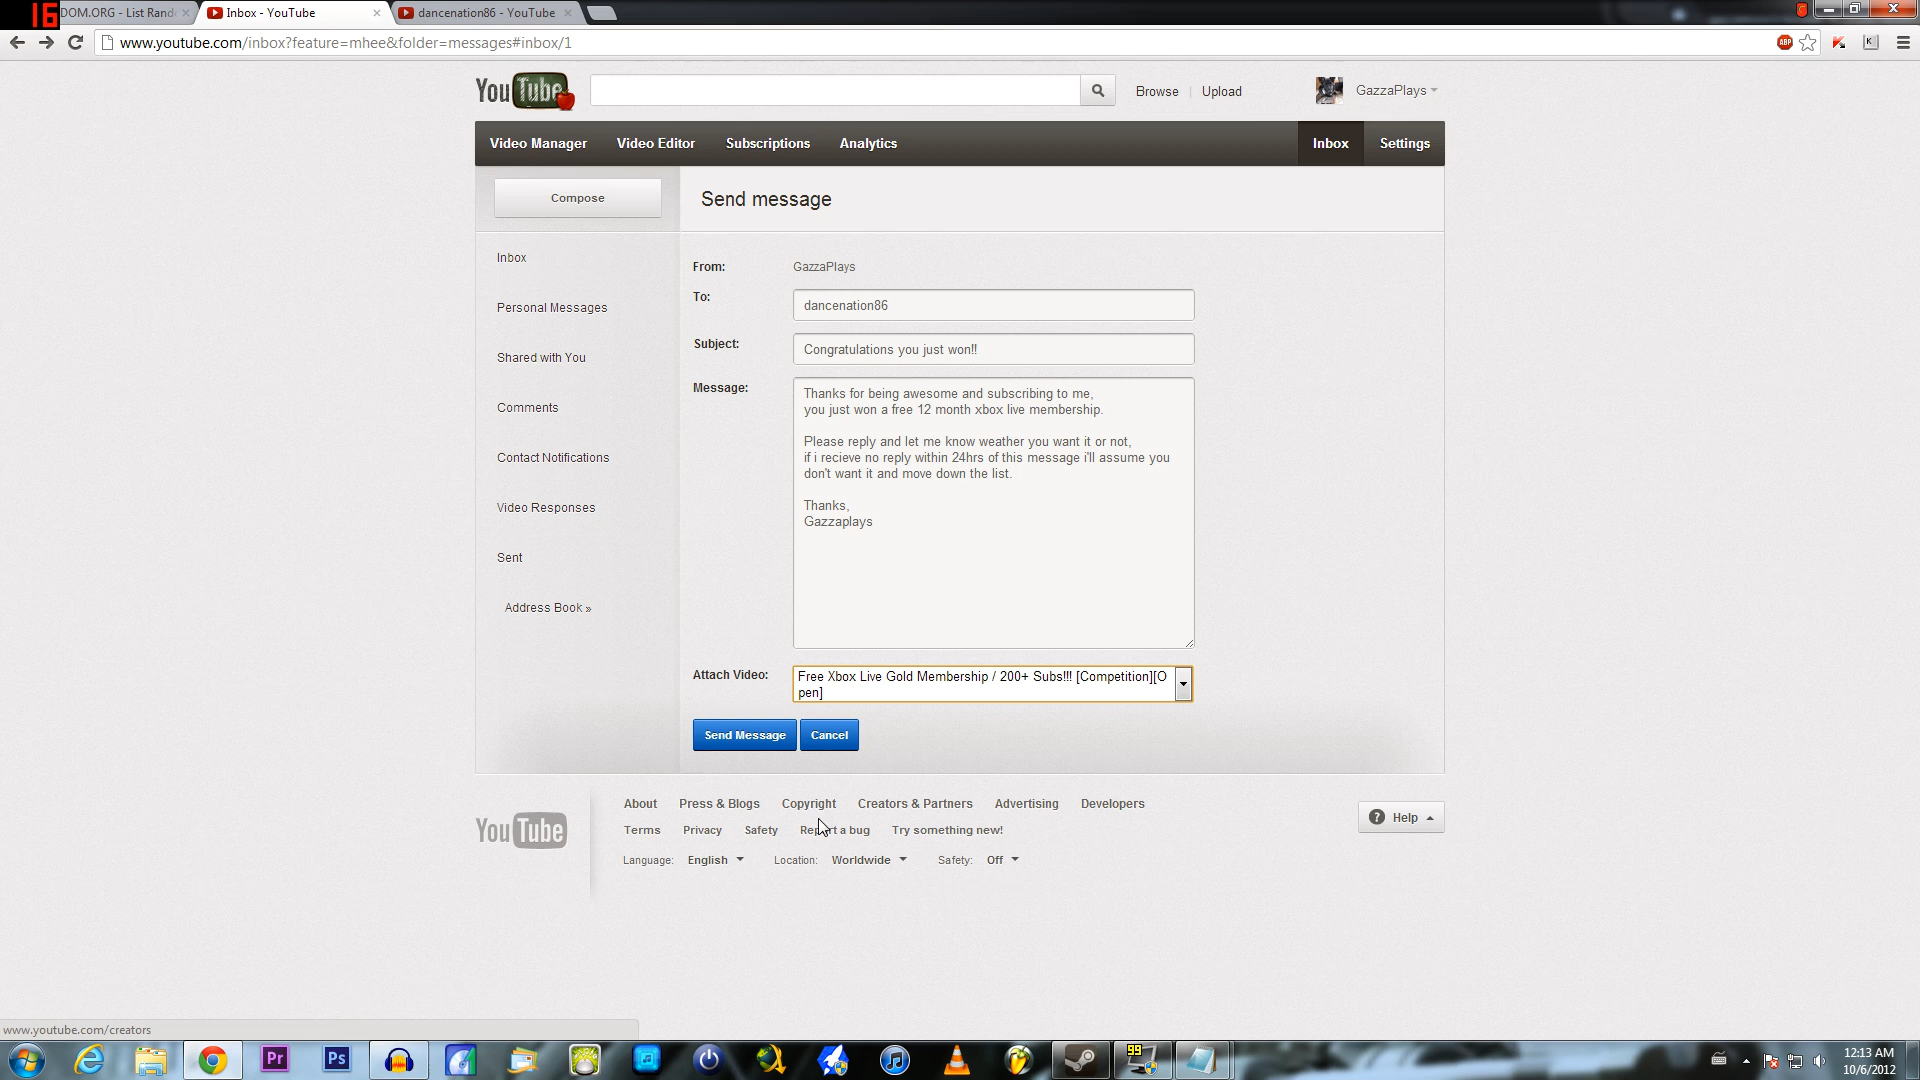 16
DOM.ORG - List Rand
Inbox - YouTube
dancenation86 - YouTube
www.youtube.com/inbox?feature=mhee&folder=messages#inbox/1
ABP
K
YouTube
Browse
Upload
GazzaPlays
Video Manager
Video Editor
Subscriptions
Analytics
Inbox
Settings
Compose
Send message
Inbox
Personal Messages
Shared with You
Comments
Contact Notifications
Video Responses
Sent
Address Book »
From:
GazzaPlays
To:
dancenation86
Subject:
Congratulations you just won!!
Message:
Thanks for being awesome and subscribing to me,
you just won a free 12 month xbox live membership.
Please reply and let me know weather you want it or not,
if i recieve no reply within 24hrs of this message i'll assume you
don't want it and move down the list.
Thanks,
Gazzaplays
Attach Video:
Free Xbox Live Gold Membership / 200+ Subs!!! [Competition][O
pen]
Send Message
Cancel
YouTube
About
Press & Blogs
Copyright
Creators & Partners
Advertising
Developers
Terms
Privacy
Safety
Report a bug
Try something new!
Language: English
Location: Worldwide
Safety: Off
? Help
www.youtube.com/creators
Pr
Ps
99
12:13 AM
10/6/2012